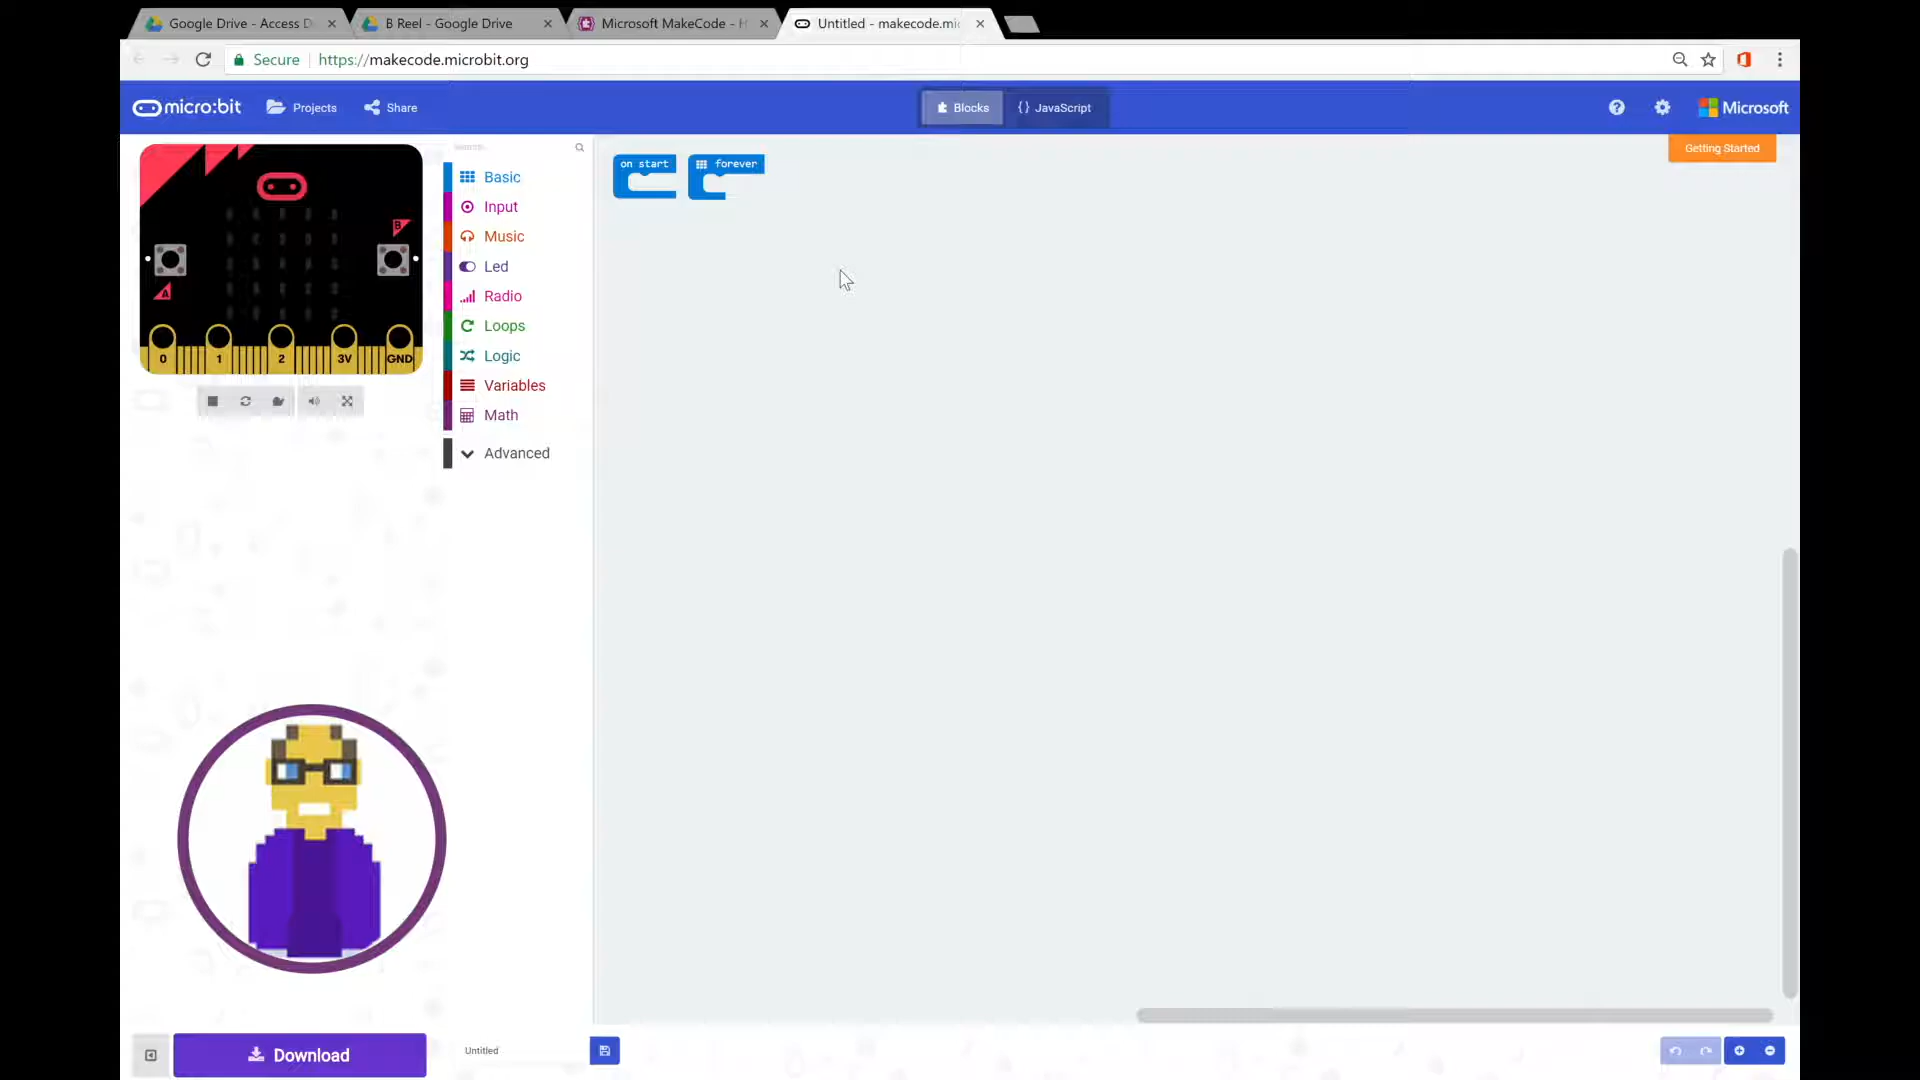 Google Drive - Access D
B Reel - Google Drive
Microsoft MakeCode - H
Untitled - makecode.mic
Secure
https://makecode.microbit.org
micro:bit
Projects
Share
Blocks
{} JavaScript
Microsoft
Getting Started
Search...
Basic
Input
Music
Led
Radio
Loops
Logic
Variables
Math
Advanced
on start
forever
B
A
0 1 2 3V GND
Download
Untitled